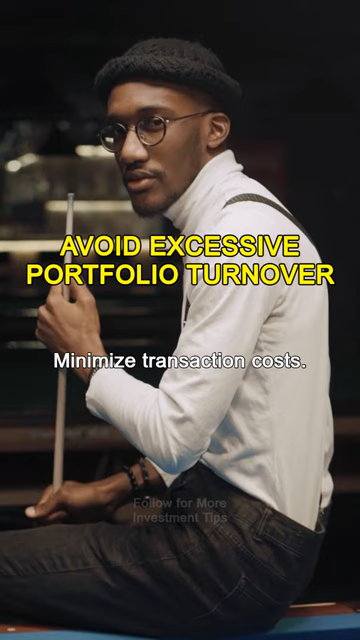 AVOID EXCESSIVE
PORTFOLIO TURNOVER
Minimize transaction costs.
Follow for More
Investment Tips